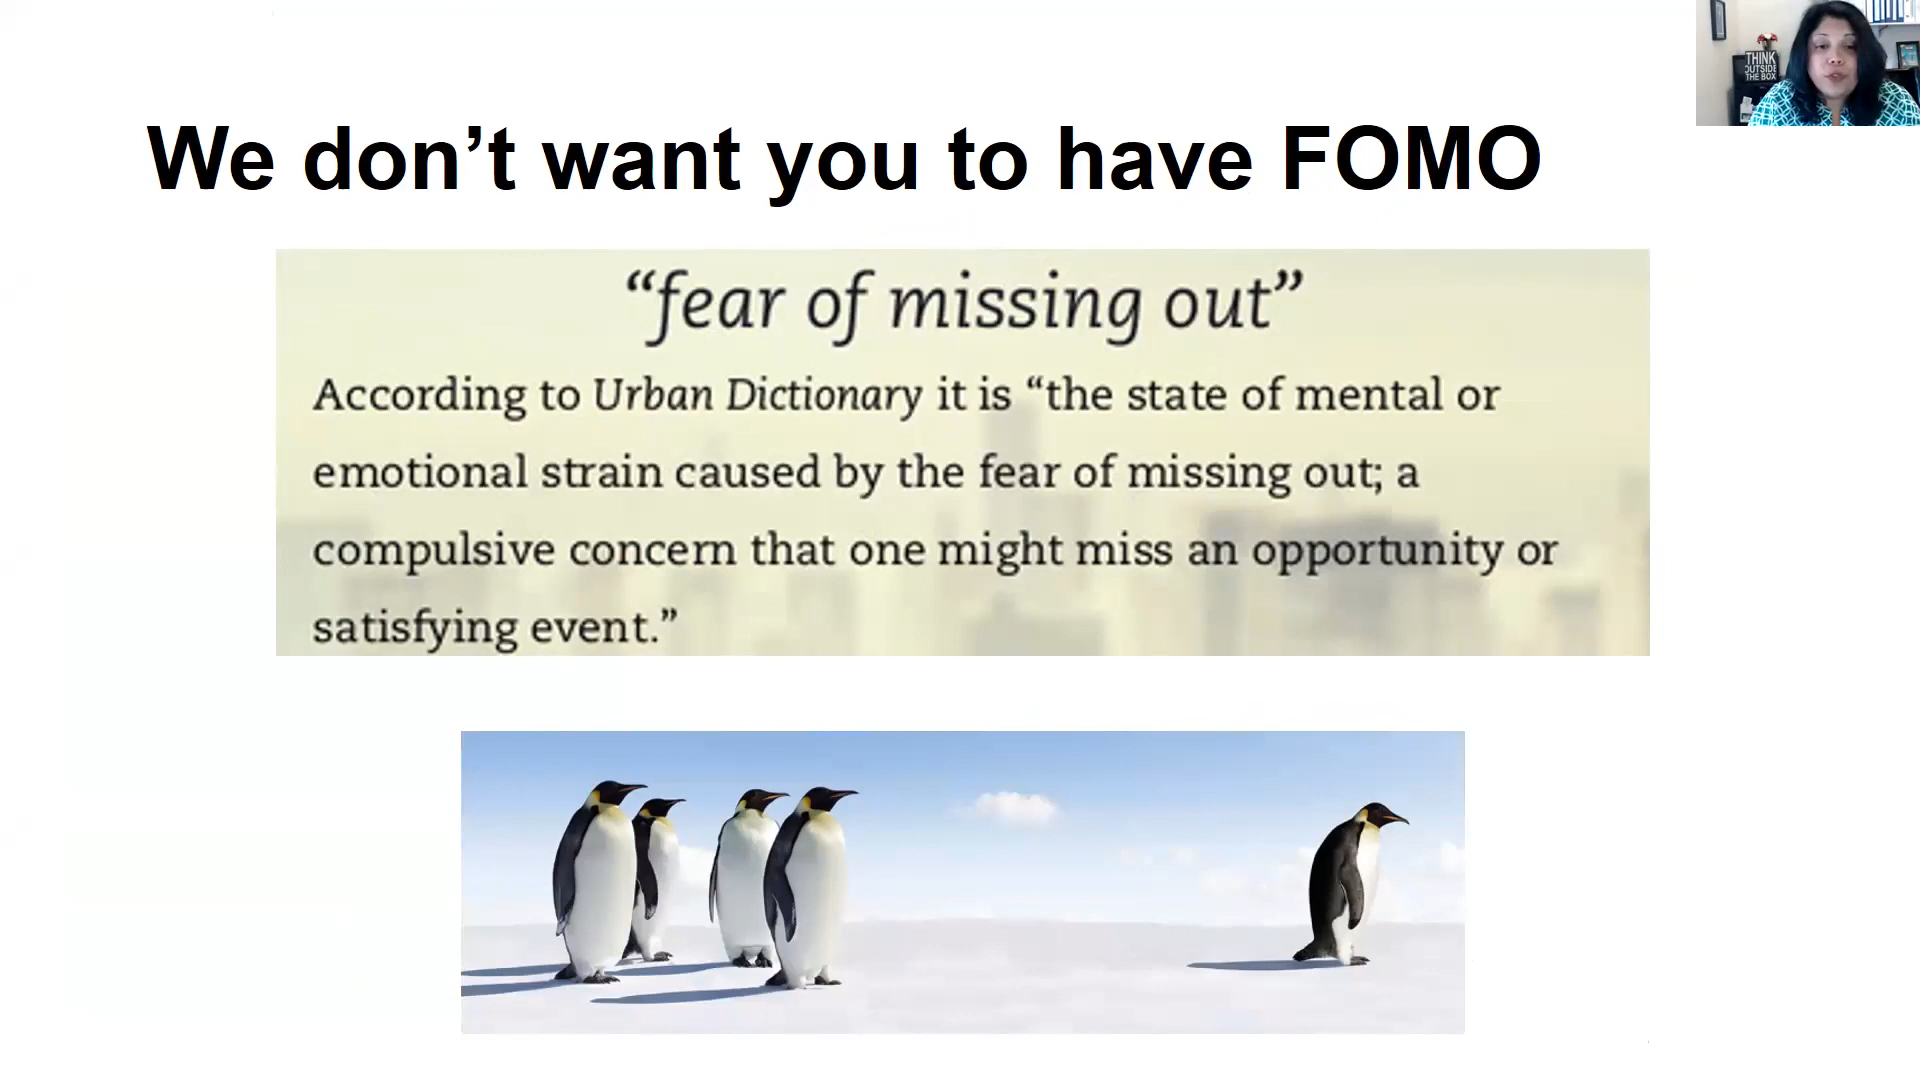 We don’t want you to have FOMO
“fear of missing out”
According to Urban Dictionary it is “the state of mental or
emotional strain caused by the fear of missing out; a
compulsive concern that one might miss an opportunity or
satisfying event.”
THINK
OUTSIDE
THE BOX